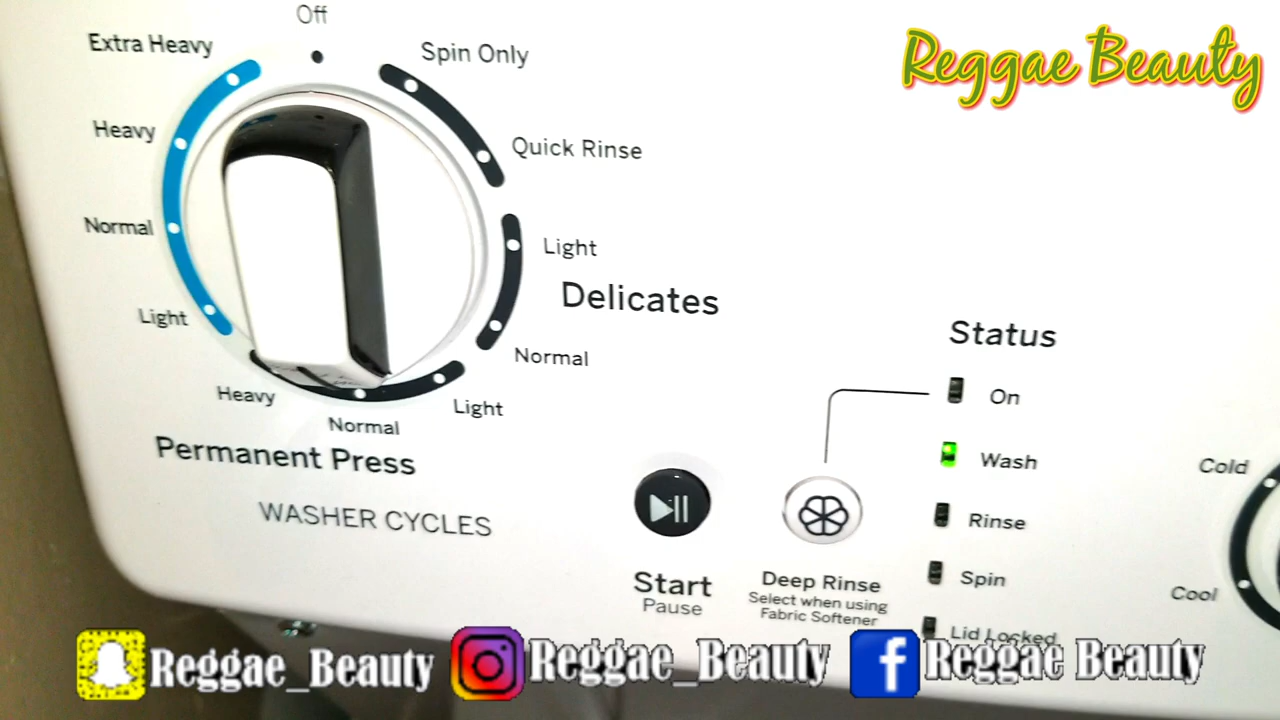 Off
Extra Heavy
Spin Only
Reggae Beauty
Heavy
Quick Rinse
Normal
Light
Delicates
Light
Normal
Heavy
Light
Normal
Permanent Press
WASHER CYCLES
Status
On
Wash
Rinse
Spin
Lid Locked
Cold
Cool
Start
Pause
Deep Rinse
Select when using
Fabric Softener
Reggae_Beauty
Reggae_Beauty
f Reggae Beauty